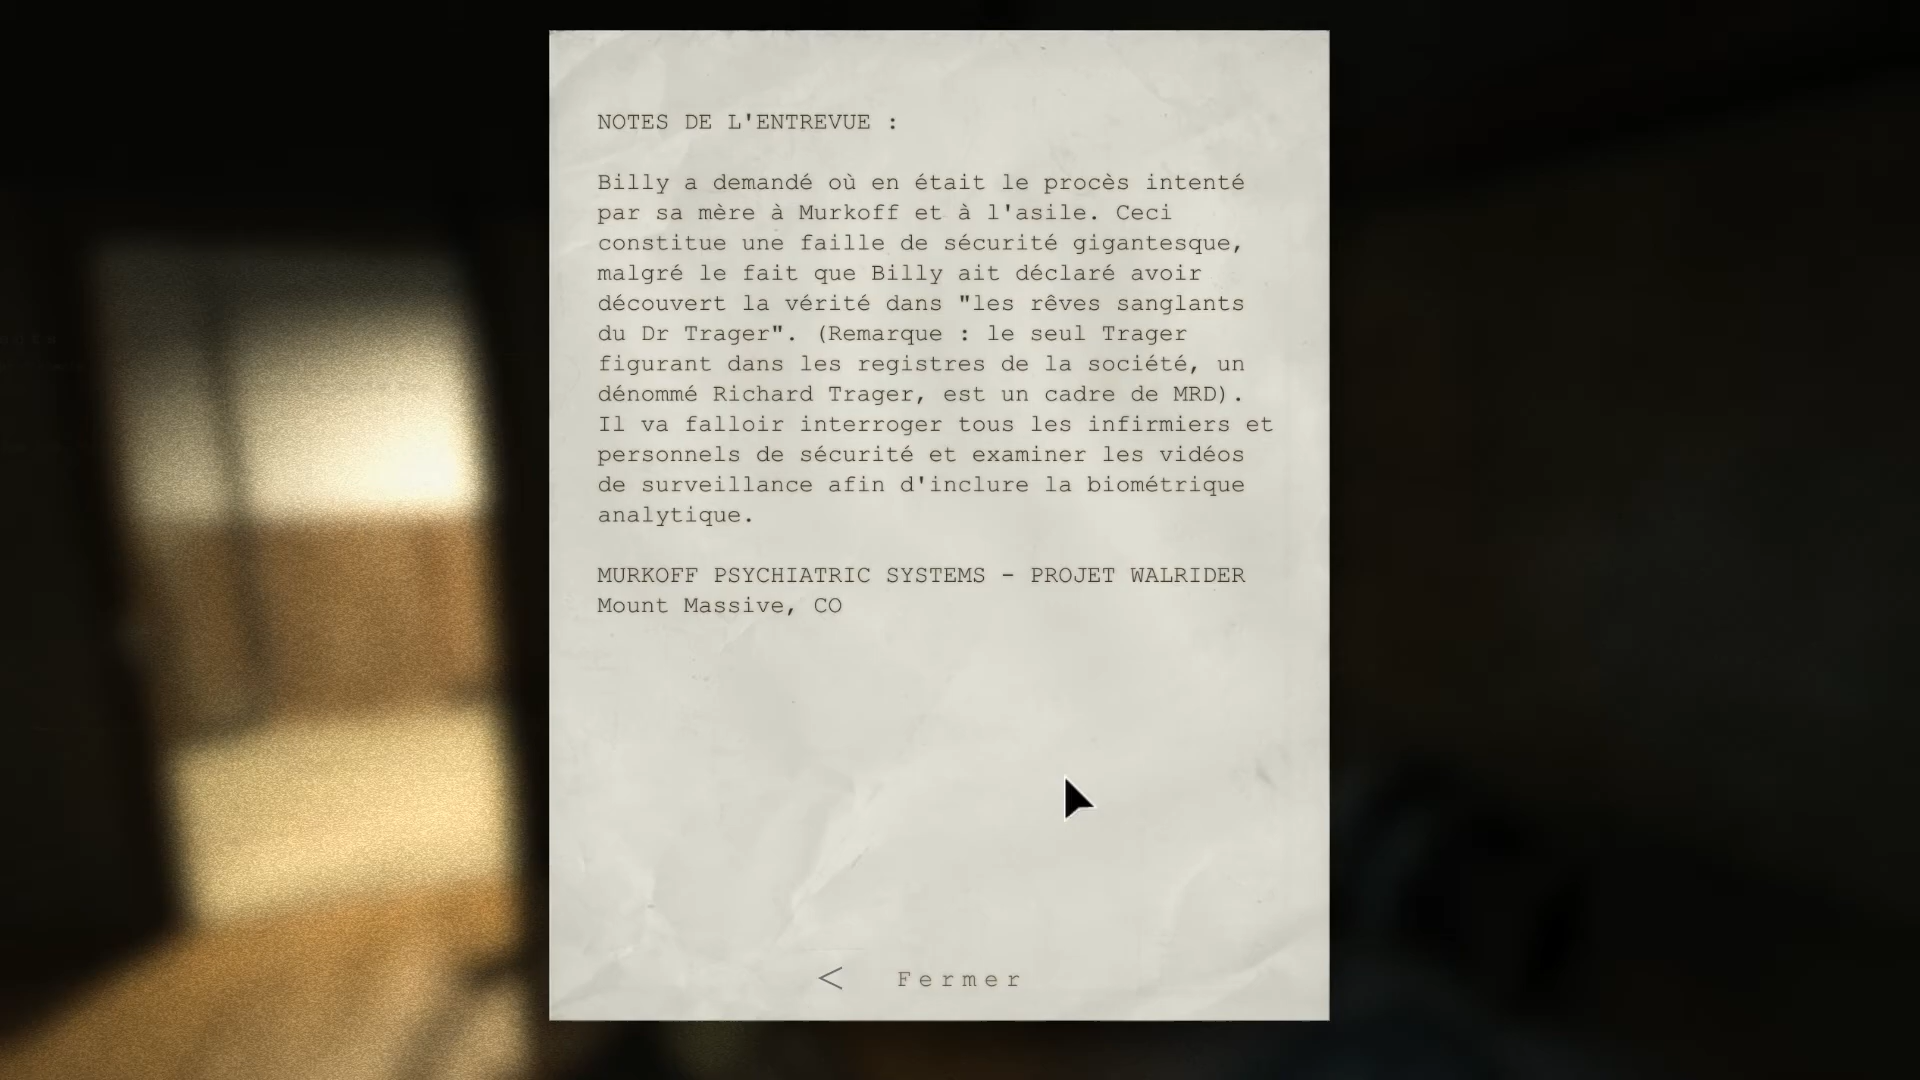 NOTES DE L'ENTREVUE :
Billy a demandé où en était le procès intenté
par sa mère à Murkoff et à l'asile. Ceci
constitue une faille de sécurité gigantesque,
malgré le fait que Billy ait déclaré avoir
découvert la vérité dans "les rêves sanglants
du Dr Trager". (Remarque : le seul Trager
figurant dans les registres de la société, un
dénommé Richard Trager, est un cadre de MRD).
Il va falloir interroger tous les infirmiers et
personnels de sécurité et examiner les vidéos
de surveillance afin d'inclure la biométrique
analytique.
MURKOFF PSYCHIATRIC SYSTEMS - PROJET WALRIDER
Mount Massive, CO
< Fermer